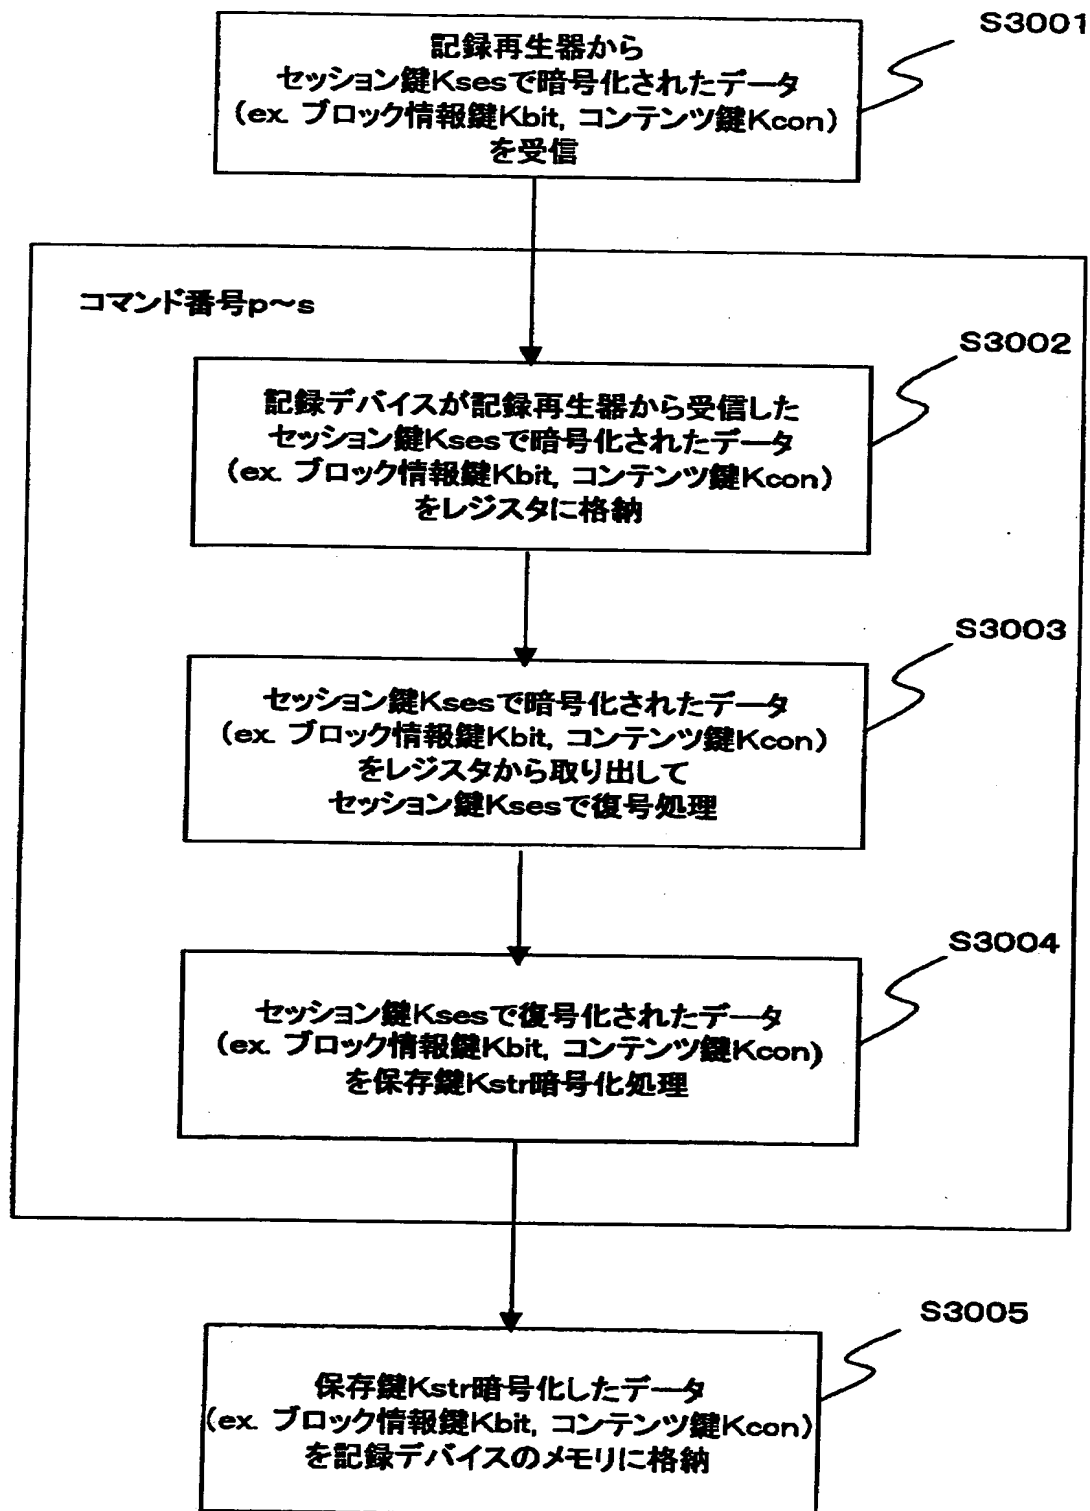 S3001
記録再生器から
セッション鍵Ksesで暗号化されたデータ
(ex. ブロック情報鍵Kbit, コンテンツ鍵Kcon)
を受信
コマンド番号p～s
S3002
記録デバイスが記録再生器から受信した
セッション鍵Ksesで暗号化されたデータ
(ex. ブロック情報鍵Kbit, コンテンツ鍵Kcon)
をレジスタに格納
S3003
セッション鍵Ksesで暗号化されたデータ
(ex. ブロック情報鍵Kbit, コンテンツ鍵Kcon)
をレジスタから取り出して
セッション鍵Ksesで復号処理
S3004
セッション鍵Ksesで復号化されたデータ
(ex. ブロック情報鍵Kbit, コンテンツ鍵Kcon)
を保存鍵Kstr暗号化処理
S3005
保存鍵Kstr暗号化したデータ
(ex. ブロック情報鍵Kbit, コンテンツ鍵Kcon)
を記録デバイスのメモリに格納